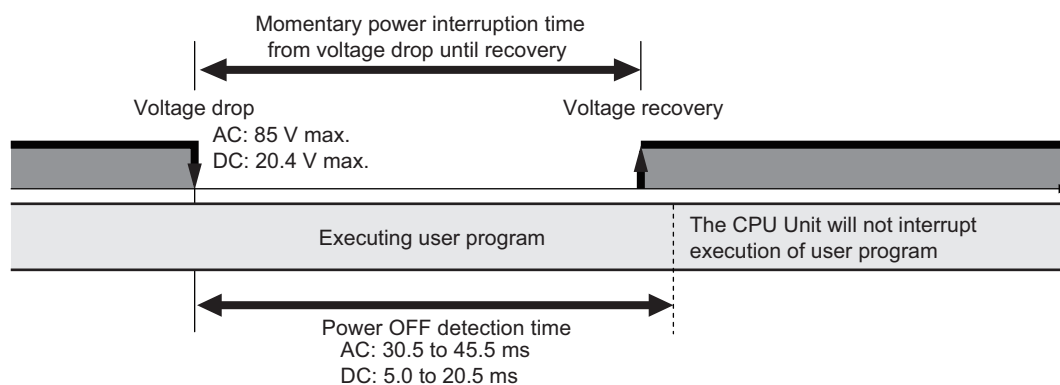 Momentary power interruption time
from voltage drop until recovery
Voltage drop
Voltage recovery
AC: 85 V max.
DC: 20.4 V max.
Executing user program
The CPU Unit will not interrupt
execution of user program
Power OFF detection time
AC: 30.5 to 45.5 ms
DC: 5.0 to 20.5 ms